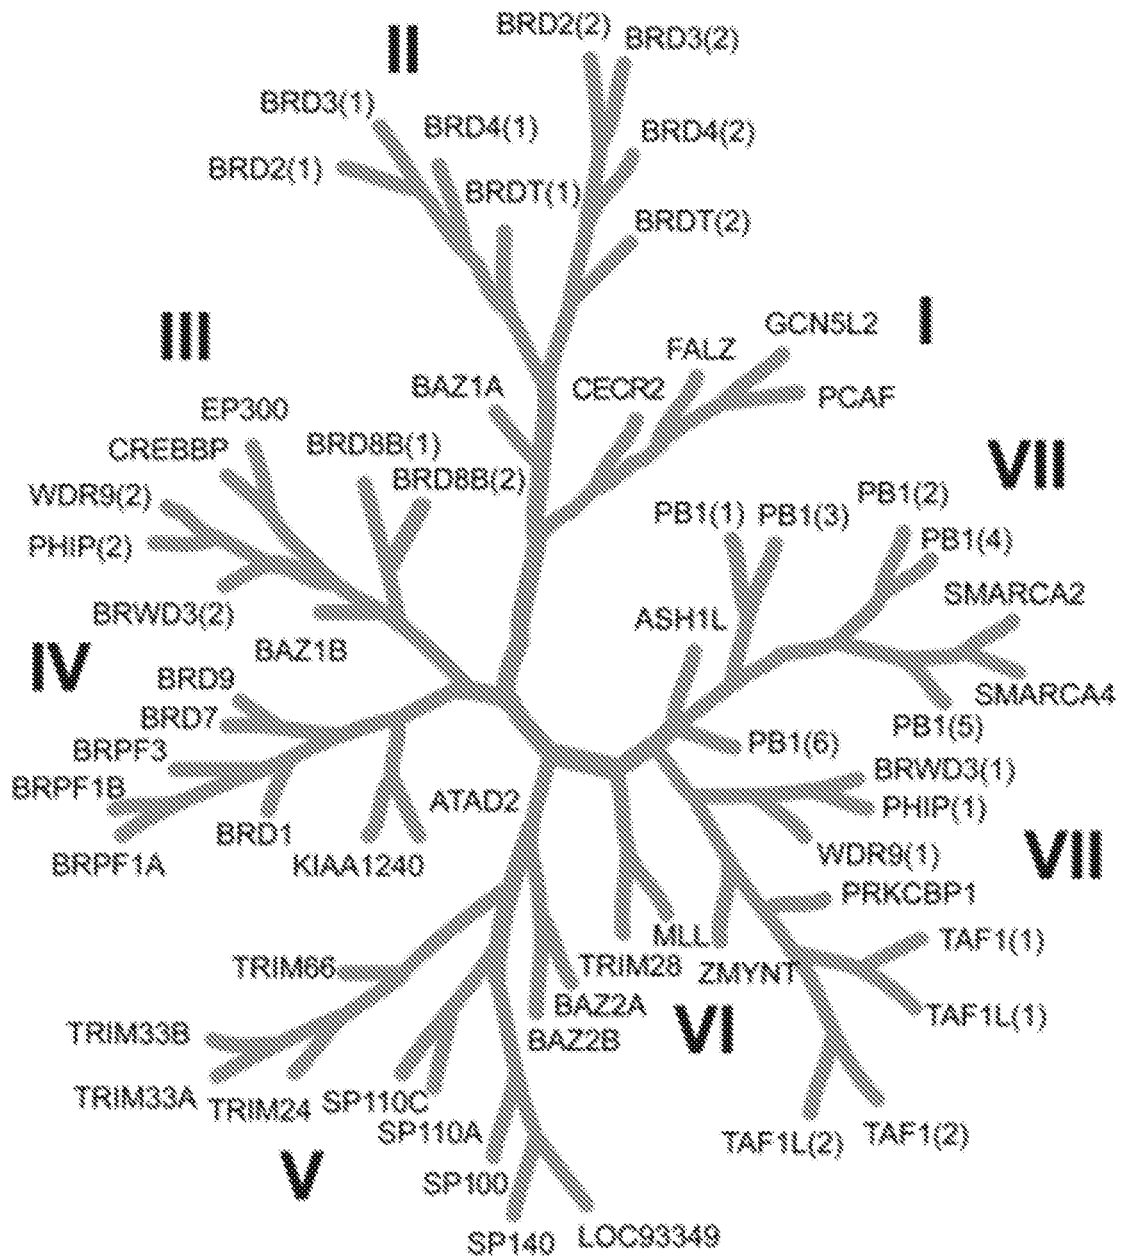 BRD2(2)
BRD3(2)
II
BRD3(1)
BRD4(1)
BRD4(2)
BRD2(1)
BRDT(1)
BRDT(2)
I
GCN5L2
III
FALZ
BAZ1A
CECR2
PCAF
EP300
CREBBP
BRD8B(1)
VII
WDR9(2)
BRD8B(2)
PB1(2)
PB1(1)
PB1(3)
PHIP(2)
PB1(4)
BRWD3(2)
ASH1L
SMARCA2
BAZ1B
IV
BRD9
SMARCA4
BRD7
PB1(5)
BRPF3
PB1(6)
BRPF1B
BRWD3(1)
ATAD2
PHIP(1)
BRD1
BRPF1A
KIAA1240
WDR9(1)
VII
PRKCBP1
MLL
TAF1(1)
TRIM66
TRIM28
ZMYNT
BAZ2A
TAF1L(1)
TRIM33B
BAZ2B
VI
TRIM33A
TRIM24
SP110C
SP110A
TAF1L(2)
TAF1(2)
V
SP100
SP140
LOC93349